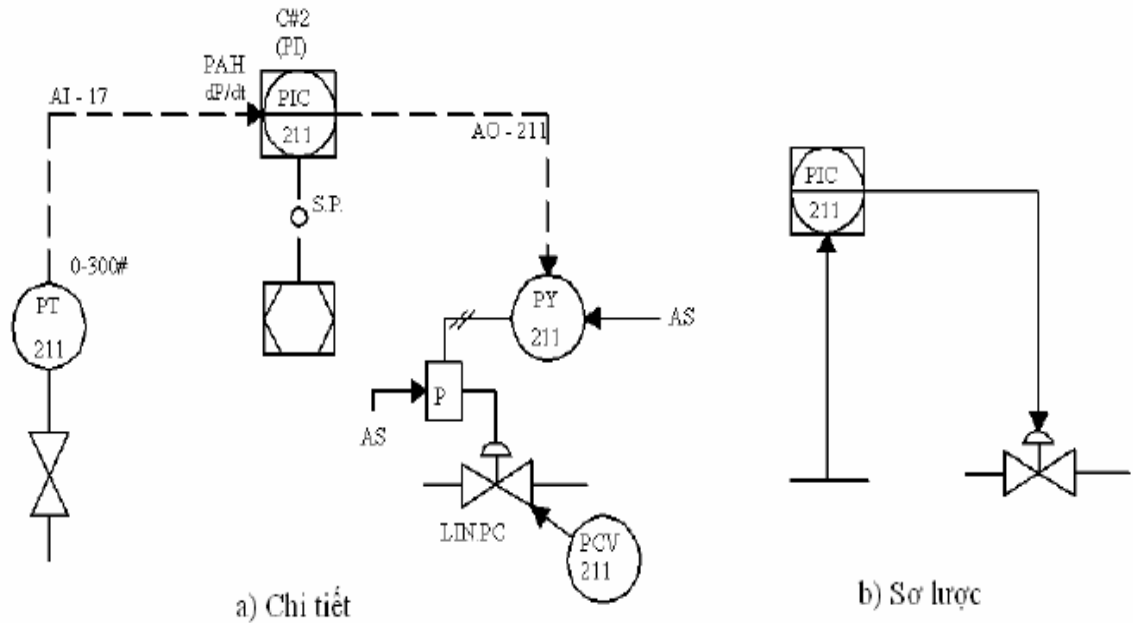 C#2
(PI)
PAH
dP/dt
AI - 17
PIC
211
AO - 211
S.P.
0-300#
PT
211
PY
211
AS
P
AS
LIN.PC
PCV
211
a) Chi tiết
PIC
211
b) Sơ lược